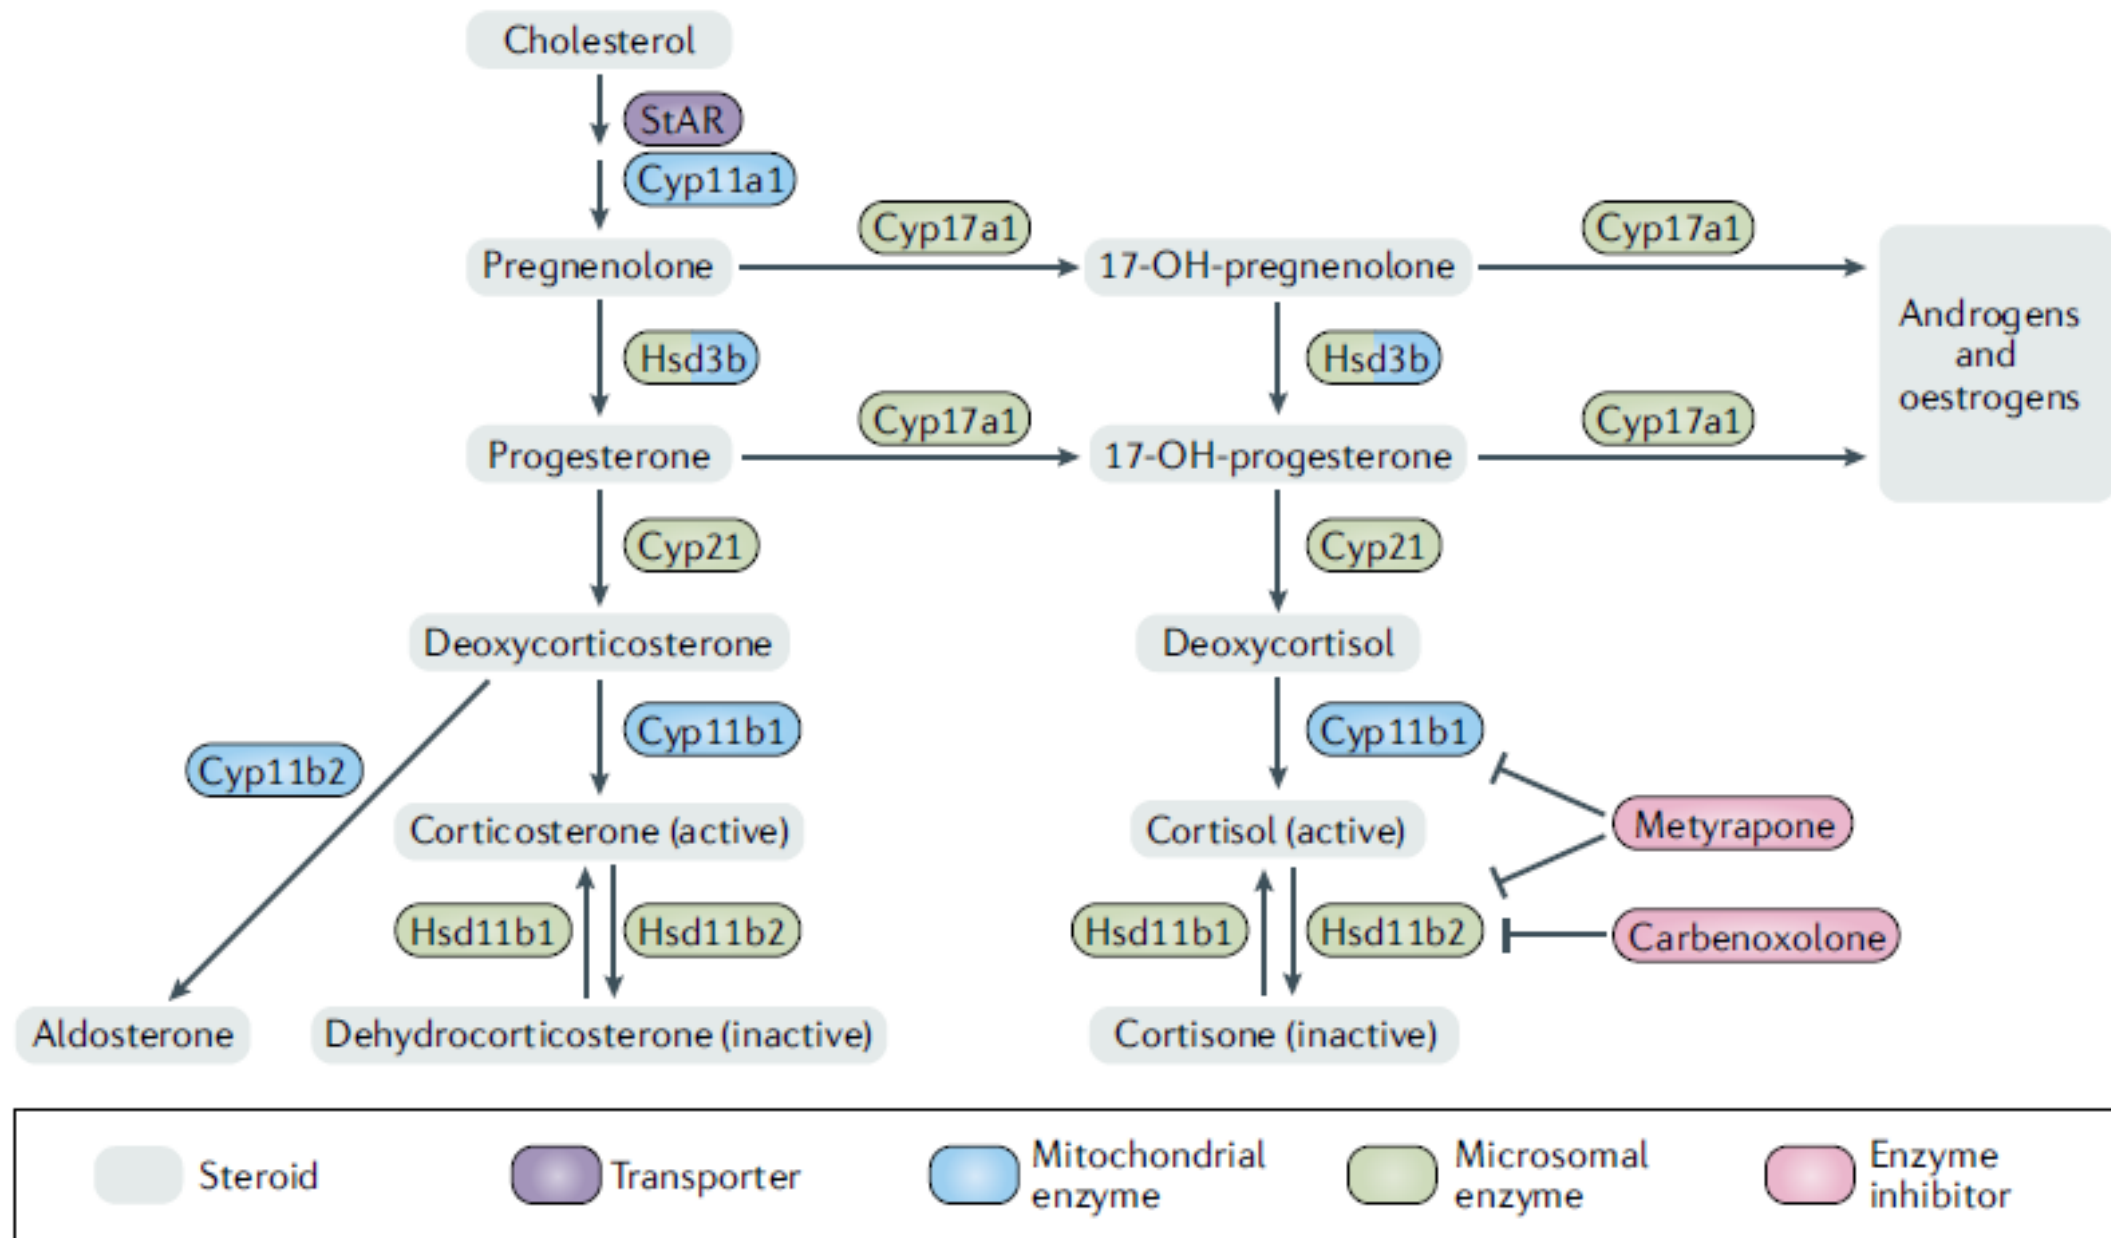 Cholesterol
StAR
Cyp11a1
Cyp17a1
Cyp17a1
Pregnenolone
17-OH-pregnenolone
Androgens
and
oestrogens
Hsd3b
Hsd3b
Cyp17a1
Cyp17a1
Progesterone
17-OH-progesterone
Cyp21
Cyp21
Deoxycorticosterone
Deoxycortisol
Cyp11b1
Cyp11b1
Cyp11b2
Corticosterone (active)
Cortisol (active)
Metyrapone
Hsd11b1
Hsd11b2
Hsd11b1
Hsd11b2
Carbenoxolone
Aldosterone
Dehydrocorticosterone (inactive)
Cortisone (inactive)
Steroid
Transporter
Mitochondrial
enzyme
Microsomal
enzyme
Enzyme
inhibitor